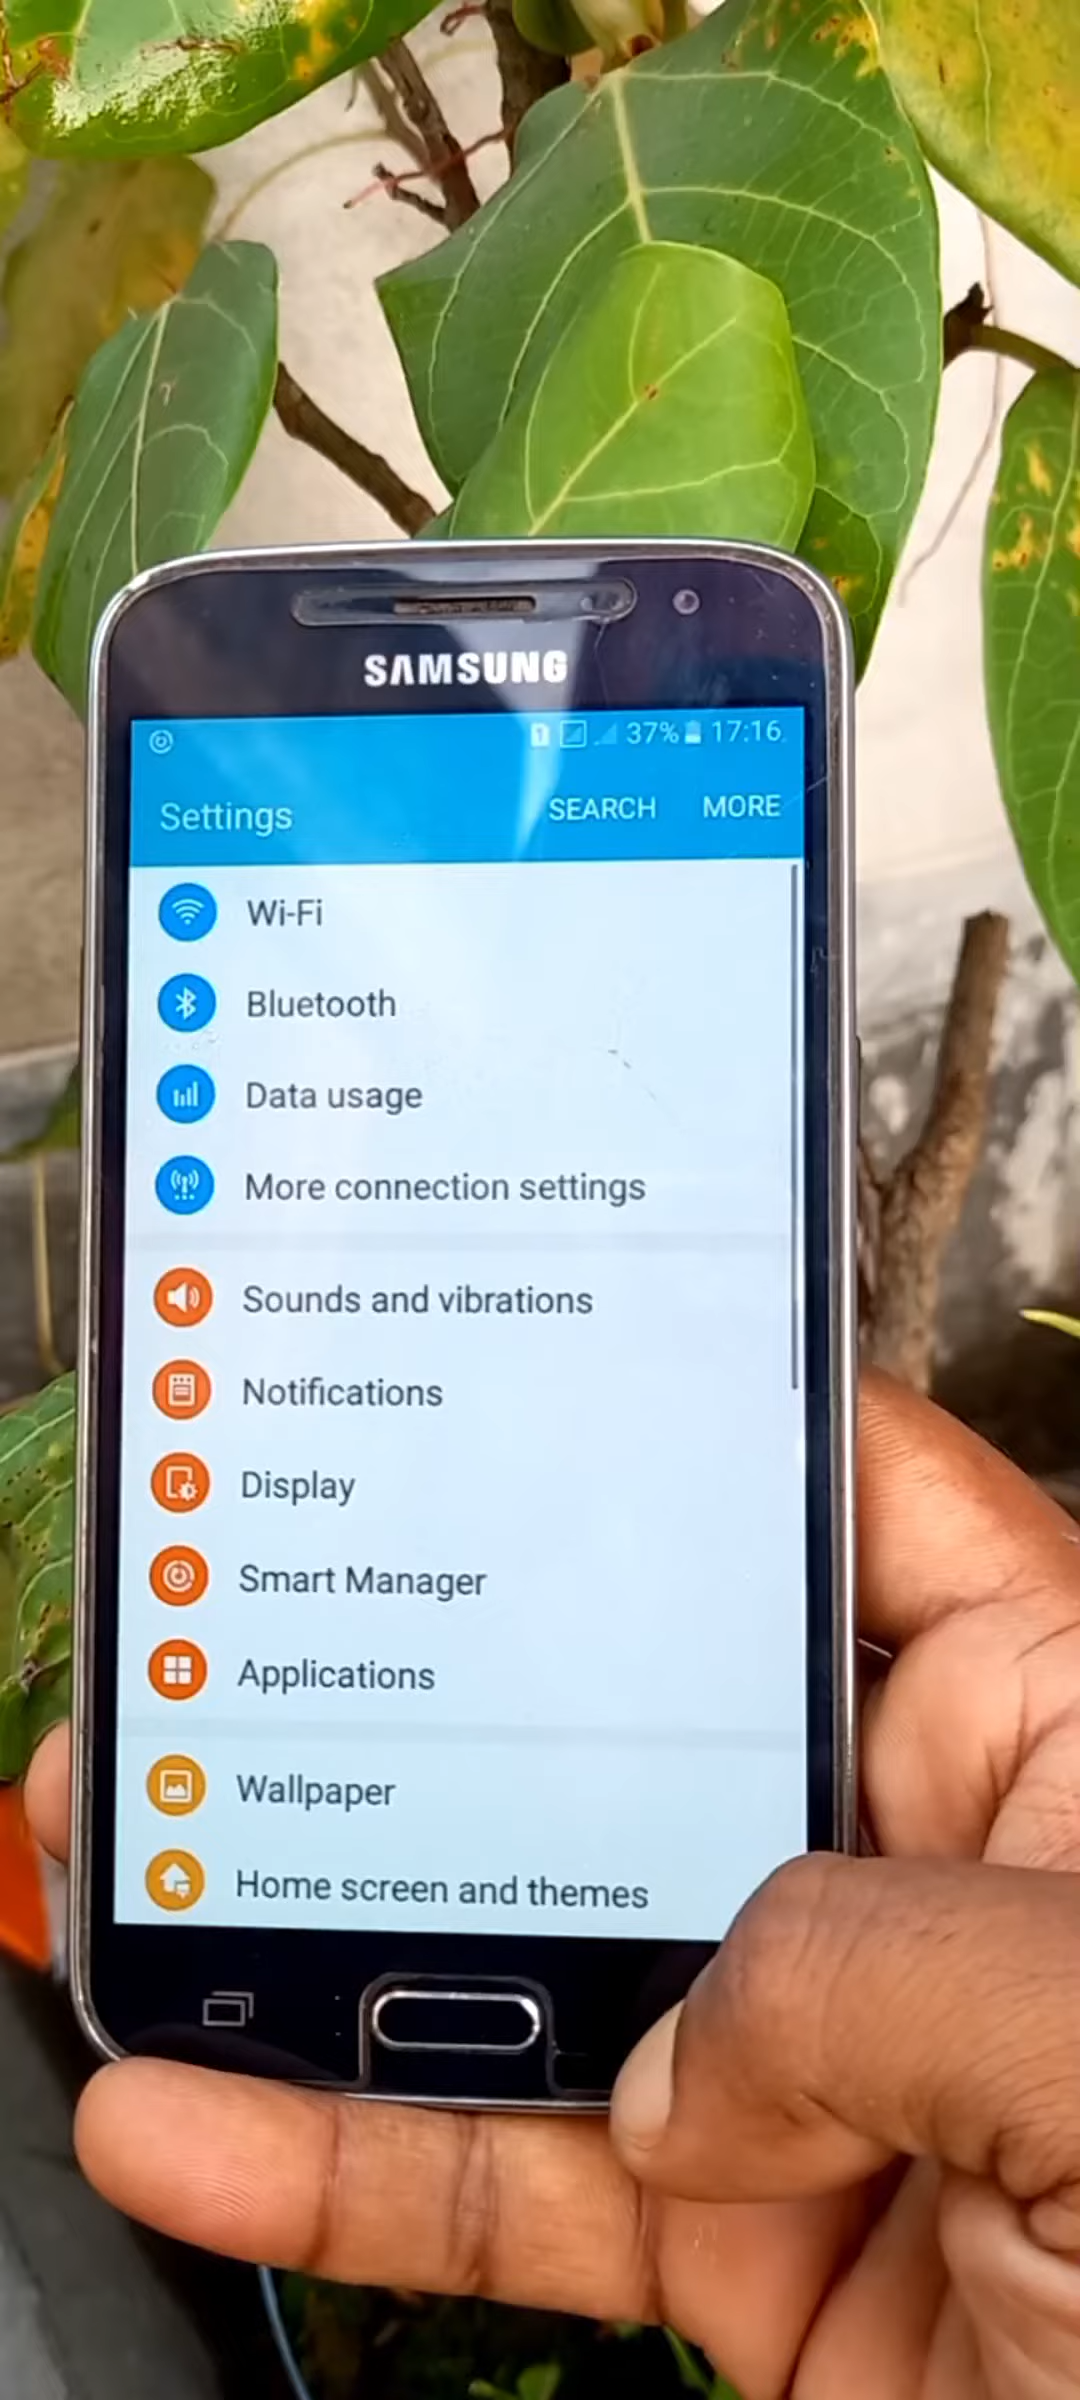 SAMSUNG
1 37% 17:16
Settings SEARCH MORE
Wi-Fi
Bluetooth
Data usage
More connection settings
Sounds and vibrations
Notifications
Display
Smart Manager
Applications
Wallpaper
Home screen and themes